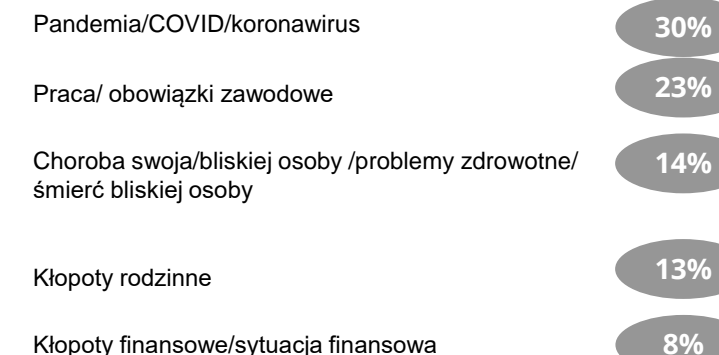 Pandemia/COVID/koronawirus 30%
Praca/ obowiązki zawodowe 23%
Choroba swoja/bliskiej osoby /problemy zdrowotne/ 14%
śmierć bliskiej osoby
Kłopoty rodzinne 13%
Kłopoty finansowe/sytuacja finansowa 8%